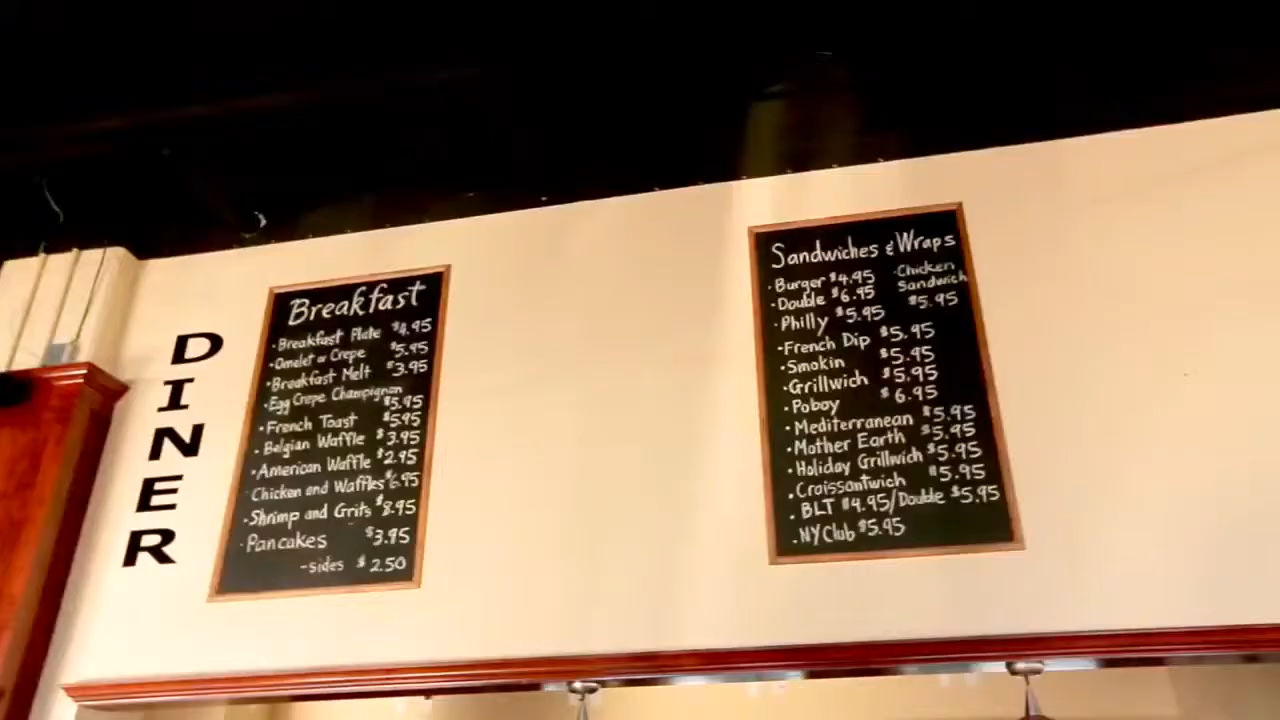 DINER
Breakfast
·Breakfast Plate $4.95
·Omelet or Crepe $5.95
·Breakfast Melt $3.95
·Egg Crepe Champignon $5.95
·French Toast $5.95
·Belgian Waffle $3.95
·American Waffle $2.95
·Chicken and Waffles $6.95
·Shrimp and Grits $8.95
·Pancakes $3.95
-sides $2.50
Sandwiches & Wraps
·Burger $4.95
·Double $6.95
·Chicken
Sandwich
$5.95
·Philly $5.95
·French Dip $5.95
·Smokin $5.95
·Grillwich $5.95
·Poboy $6.95
·Mediterranean $5.95
·Mother Earth $5.95
·Holiday Grillwich $5.95
·Croissantwich $5.95
·BLT $4.95/Double $5.95
·NY Club $5.95